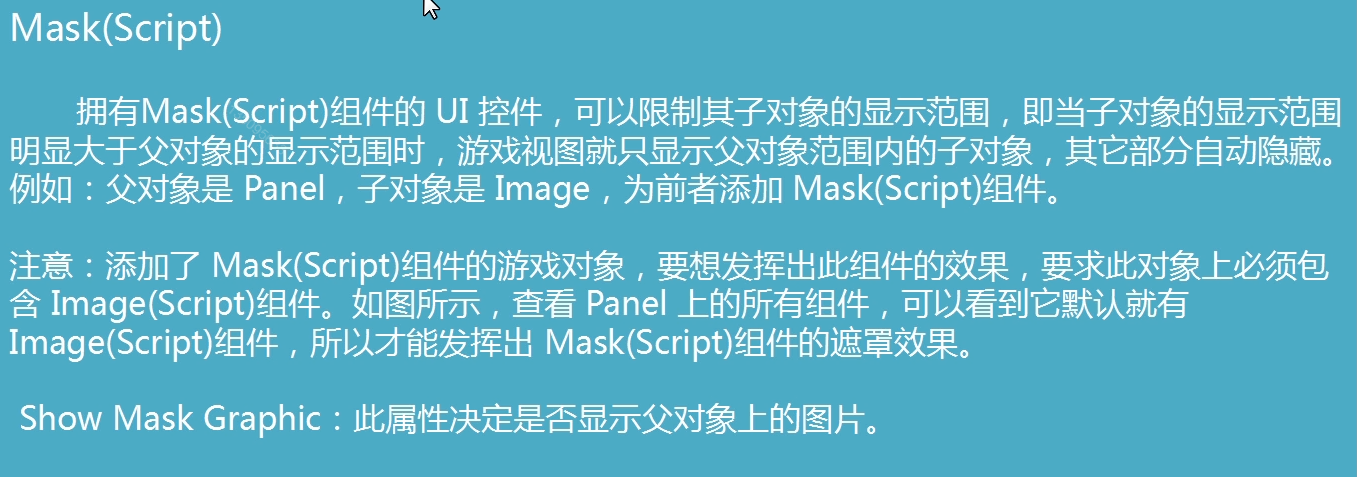 Mask(Script)
拥有Mask(Script)组件的 UI 控件，可以限制其子对象的显示范围，即当子对象的显示范围
明显大于父对象的显示范围时，游戏视图就只显示父对象范围内的子对象，其它部分自动隐藏。
例如：父对象是 Panel，子对象是 Image，为前者添加 Mask(Script)组件。
注意：添加了 Mask(Script)组件的游戏对象，要想发挥出此组件的效果，要求此对象上必须包
含 Image(Script)组件。如图所示，查看 Panel 上的所有组件，可以看到它默认就有
Image(Script)组件，所以才能发挥出 Mask(Script)组件的遮罩效果。
Show Mask Graphic：此属性决定是否显示父对象上的图片。